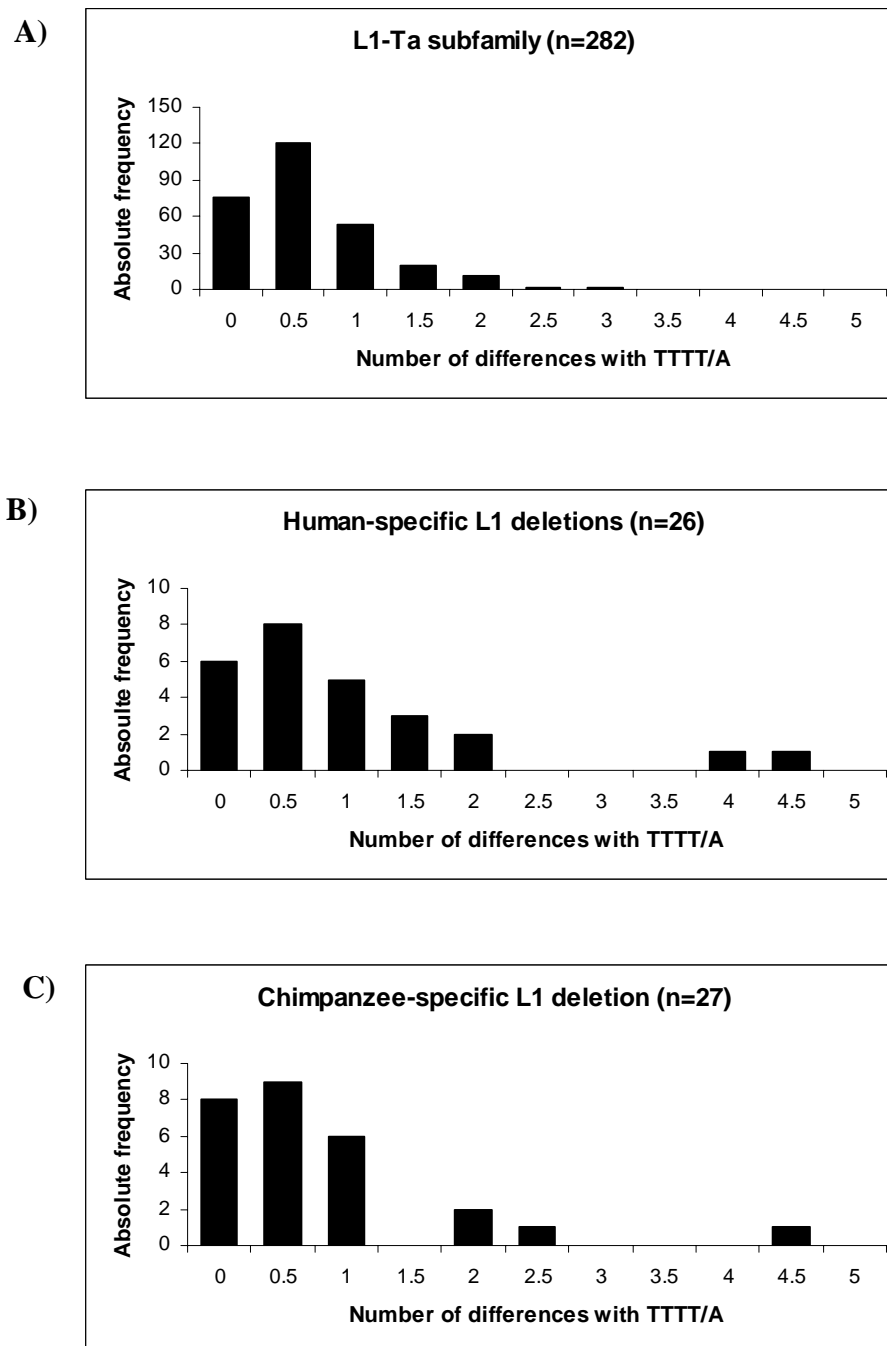 A)
L1-Ta subfamily (n=282)
Absolute frequency
150
120
90
60
30
0
0 0.5 1 1.5 2 2.5 3 3.5 4 4.5 5
Number of differences with TTTT/A
B)
Human-specific L1 deletions (n=26)
Absoulte frequency
10
8
6
4
2
0
0 0.5 1 1.5 2 2.5 3 3.5 4 4.5 5
Number of differences with TTTT/A
C)
Chimpanzee-specific L1 deletion (n=27)
Absolute frequency
10
8
6
4
2
0
0 0.5 1 1.5 2 2.5 3 3.5 4 4.5 5
Number of differences with TTTT/A